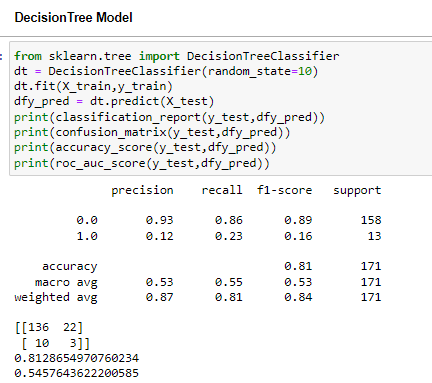 DecisionTree Model
from sklearn.tree import DecisionTreeClassifier
dt = DecisionTreeClassifier(random_state=10)
dt.fit(X_train,y_train)
dfy_pred = dt.predict(X_test)
print(classification_report(y_test,dfy_pred))
print(confusion_matrix(y_test,dfy_pred))
print(accuracy_score(y_test,dfy_pred))
print(roc_auc_score(y_test,dfy_pred))
precision recall f1-score support
0.0 0.93 0.86 0.89 158
1.0 0.12 0.23 0.16 13
accuracy 0.81 171
macro avg 0.53 0.55 0.53 171
weighted avg 0.87 0.81 0.84 171
[[136 22]
[ 10 3]]
0.8128654970760234
0.5457643622200585